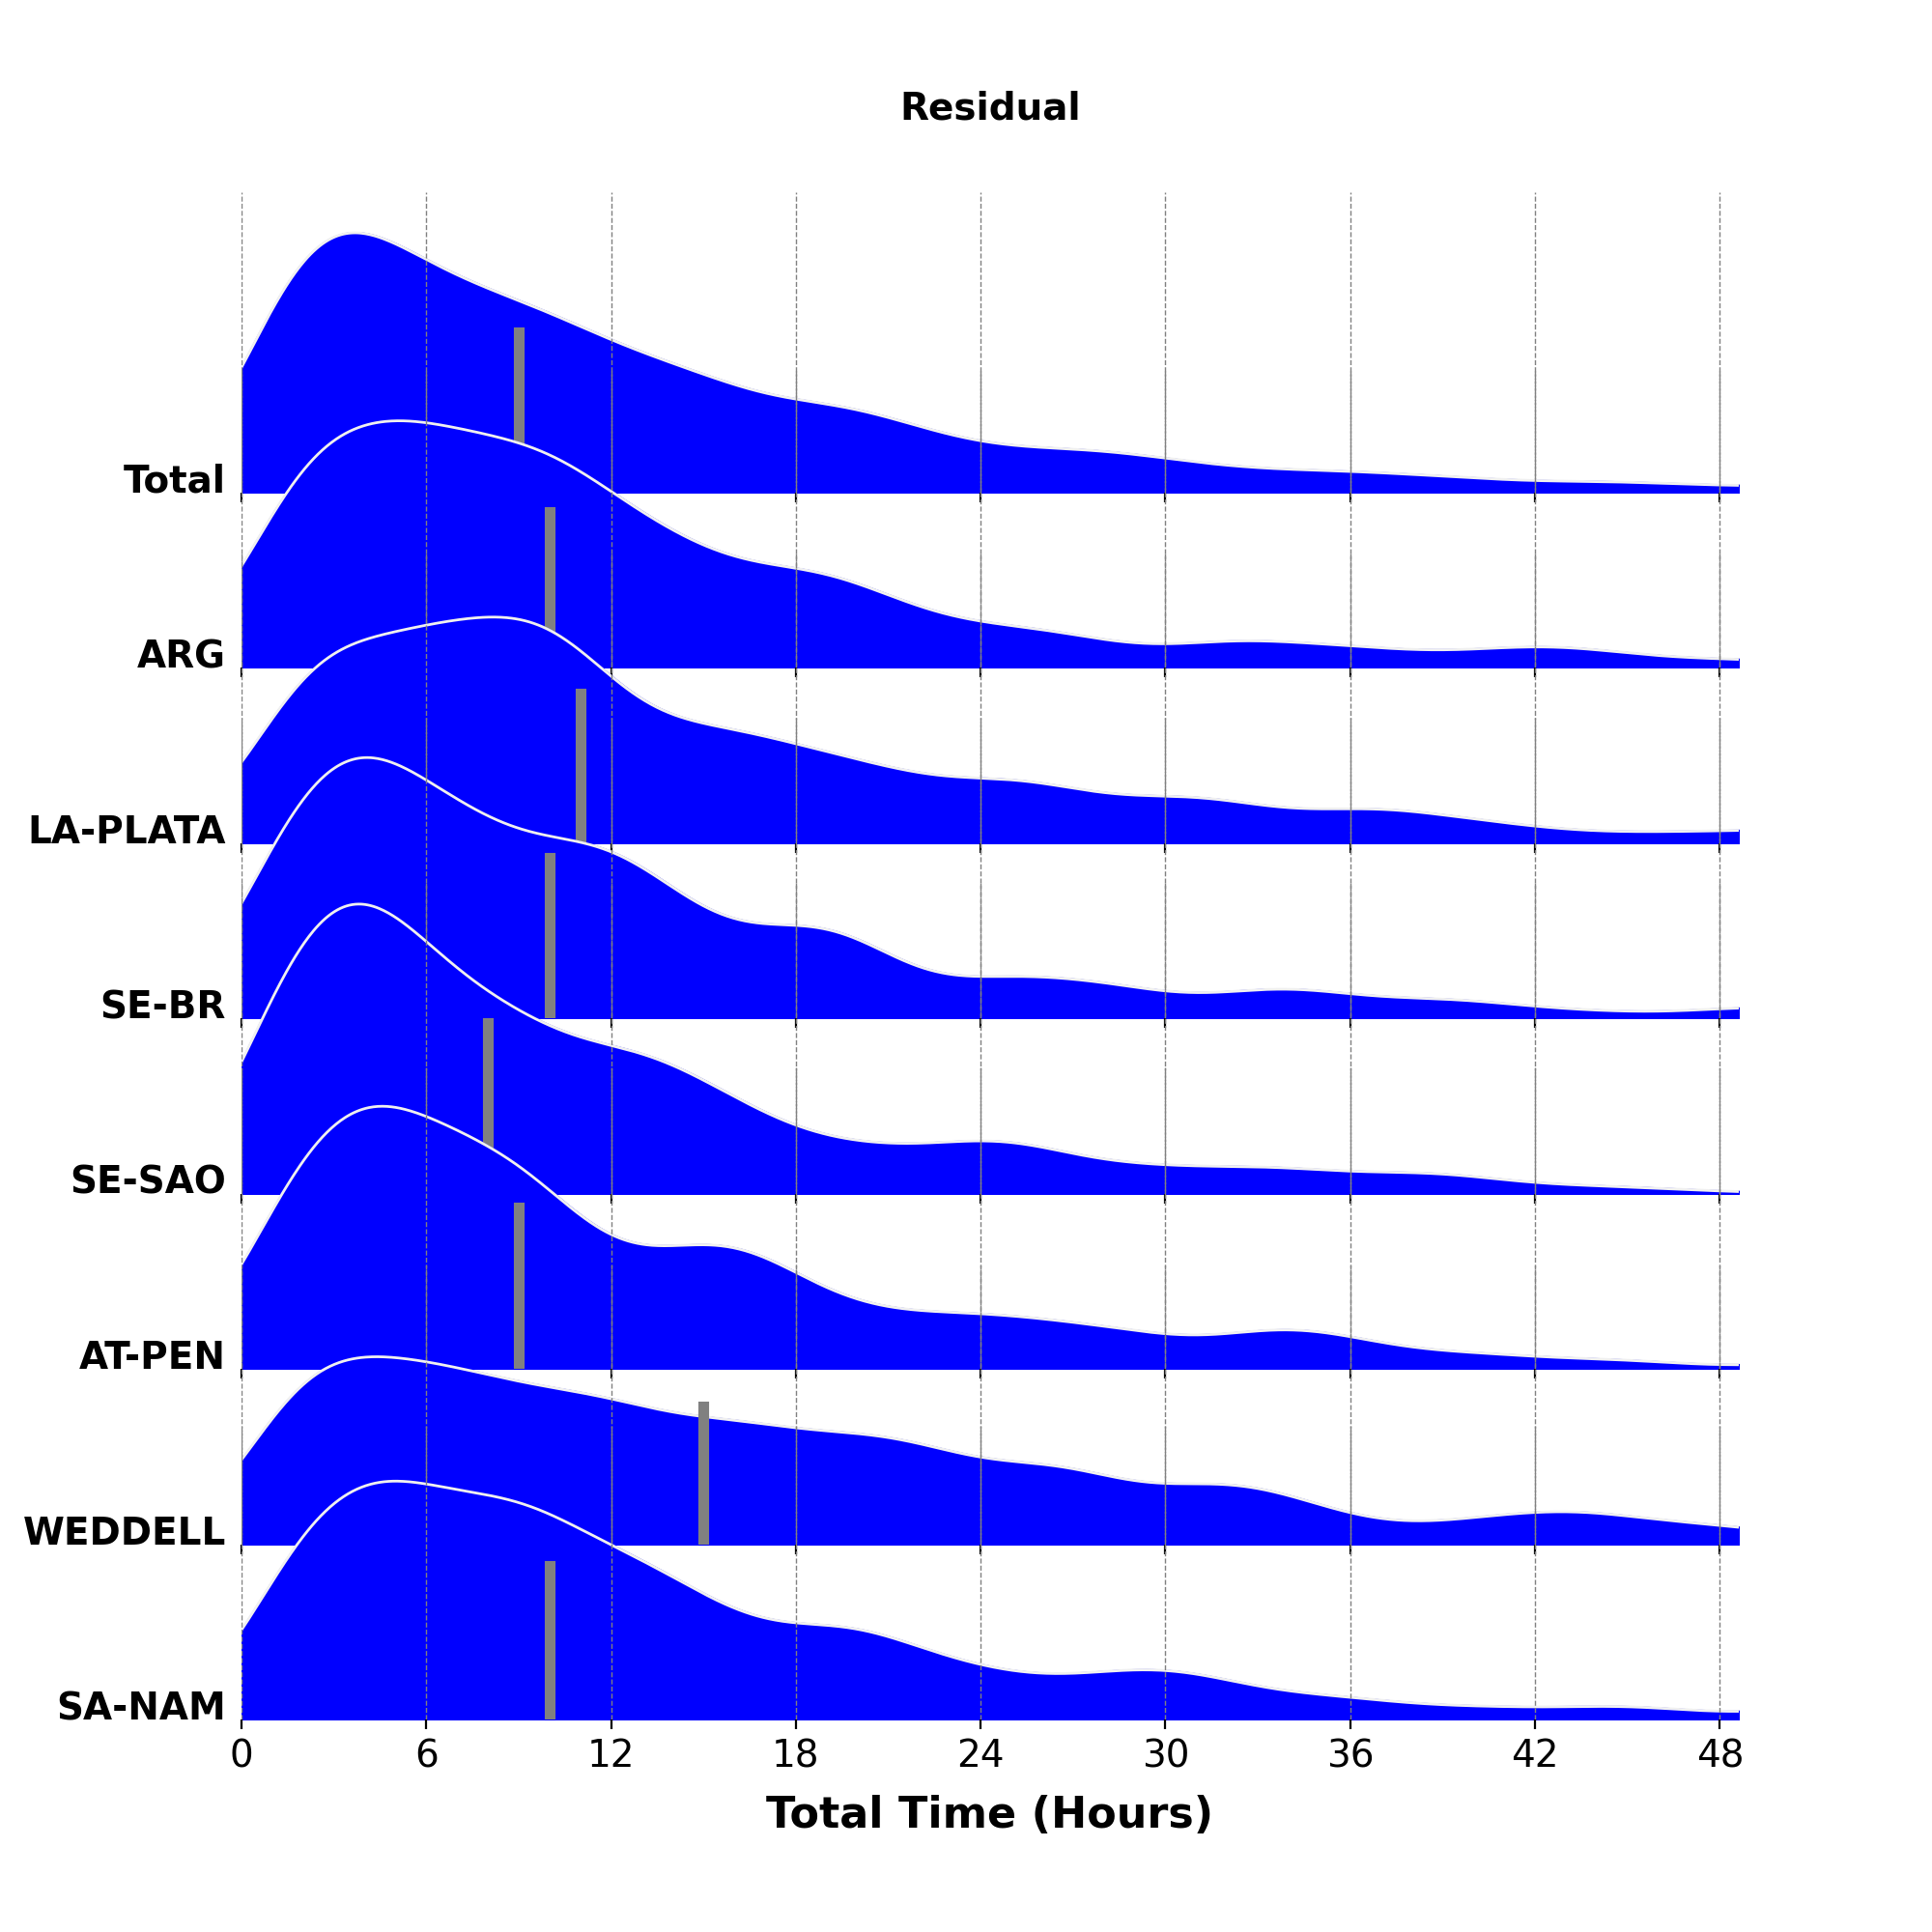 Residual
Total
ARG
LA-PLATA
SE-BR
SE-SAO
AT-PEN
WEDDELL
SA-NAM
0 6 12 18 24 30 36 42 48
Total Time (Hours)